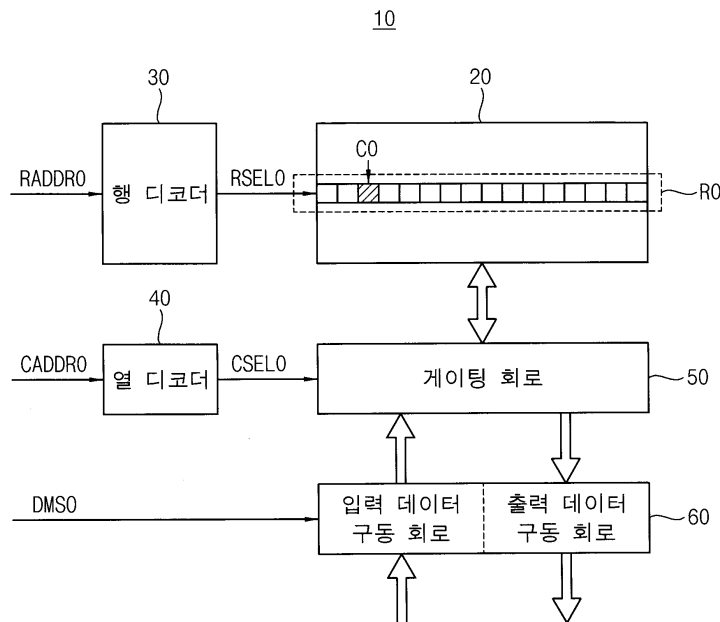 10
30
20
C0
RADDR0
행 디코더
RSEL0
R0
40
CADDR0
열 디코더
CSEL0
게이팅 회로
50
DMS0
입력 데이터
구동 회로
출력 데이터
구동 회로
60